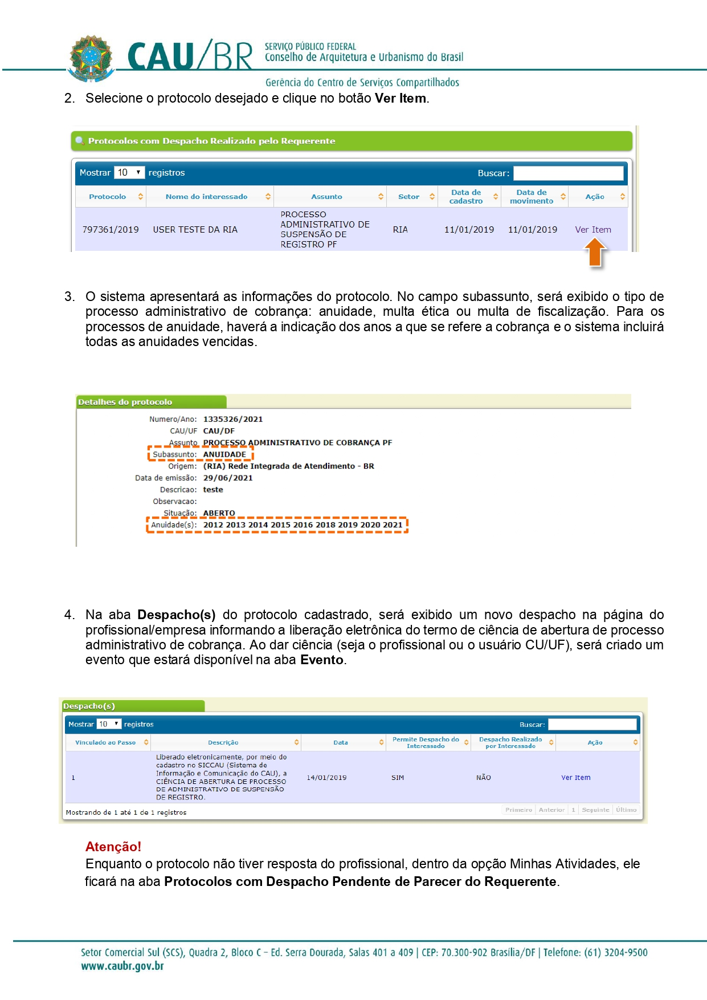 CAU/BR
SERVIÇO PÚBLICO FEDERAL
Conselho de Arquitetura e Urbanismo do Brasil
Gerência do Centro de Serviços Compartilhados
2. Selecione o protocolo desejado e clique no botão Ver Item.
Protocolos com Despacho Realizado pelo Requerente
Mostrar 10 registros Buscar:
Protocolo Nome do interessado Assunto Setor Data de cadastro Data de movimento Ação
797361/2019 USER TESTE DA RIA PROCESSO ADMINISTRATIVO DE SUSPENSÃO DE REGISTRO PF RIA 11/01/2019 11/01/2019 Ver Item
3. O sistema apresentará as informações do protocolo. No campo subassunto, será exibido o tipo de
processo administrativo de cobrança: anuidade, multa ética ou multa de fiscalização. Para os
processos de anuidade, haverá a indicação dos anos a que se refere a cobrança e o sistema incluirá
todas as anuidades vencidas.
Detalhes do protocolo
Numero/Ano: 1335326/2021
CAU/UF CAU/DF
Assunto PROCESSO ADMINISTRATIVO DE COBRANÇA PF
Subassunto: ANUIDADE
Origem: (RIA) Rede Integrada de Atendimento - BR
Data de emissão: 29/06/2021
Descricao: teste
Observacao:
Situação: ABERTO
Anuidade(s): 2012 2013 2014 2015 2016 2018 2019 2020 2021
4. Na aba Despacho(s) do protocolo cadastrado, será exibido um novo despacho na página do
profissional/empresa informando a liberação eletrônica do termo de ciência de abertura de processo
administrativo de cobrança. Ao dar ciência (seja o profissional ou o usuário CU/UF), será criado um
evento que estará disponível na aba Evento.
Despacho(s)
Mostrar 10 registros Buscar:
Vinculado ao Passo Descrição Data Permite Despacho do Interessado Despacho Realizado por Interessado Ação
1 Liberado eletronicamente, por meio do cadastro no SICCAU (Sistema de Informação e Comunicação do CAU), a CIÊNCIA DE ABERTURA DE PROCESSO DE ADMINISTRATIVO DE SUSPENSÃO DE REGISTRO. 14/01/2019 SIM NÃO Ver Item
Mostrando de 1 até 1 de 1 registros Primeiro Anterior 1 Seguinte Último
Atenção!
Enquanto o protocolo não tiver resposta do profissional, dentro da opção Minhas Atividades, ele
ficará na aba Protocolos com Despacho Pendente de Parecer do Requerente.
Setor Comercial Sul (SCS), Quadra 2, Bloco C – Ed. Serra Dourada, Salas 401 a 409 | CEP: 70.300-902 Brasília/DF | Telefone: (61) 3204-9500
www.caubr.gov.br